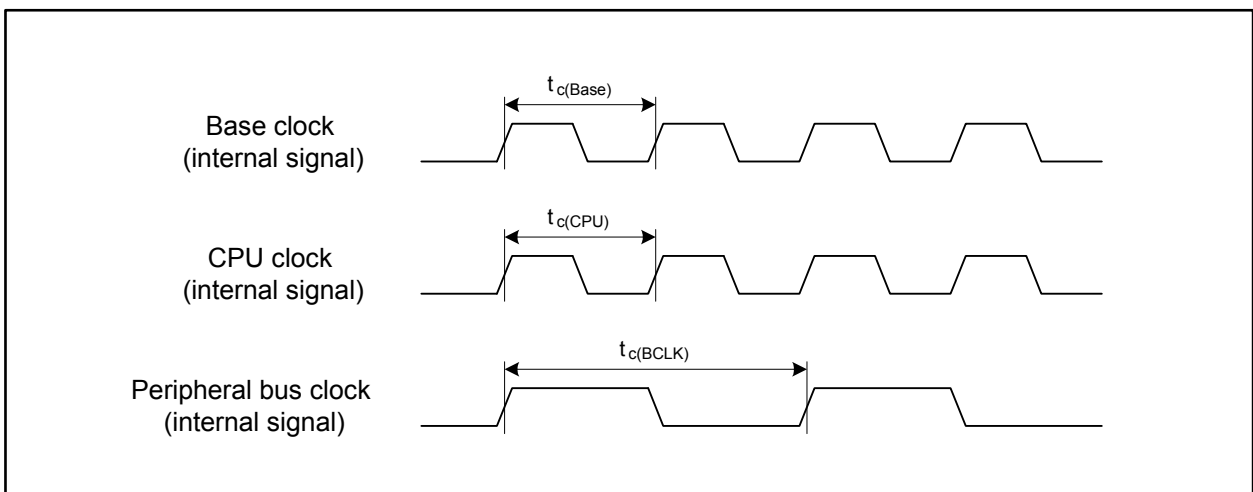 t c(Base)
Base clock
(internal signal)
t c(CPU)
CPU clock
(internal signal)
t c(BCLK)
Peripheral bus clock
(internal signal)